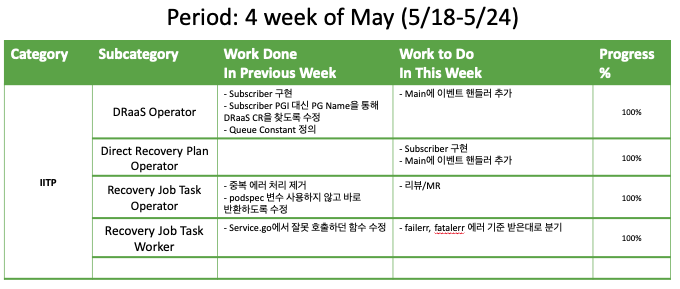 Period: 4 week of May (5/18-5/24)
Category
Subcategory
Work Done
In Previous Week
Work to Do
In This Week
Progress
%
IITP
DRaaS Operator
- Subscriber 구현
- Subscriber PGI 대신 PG Name을 통해
DRaaS CR을 찾도록 수정
- Queue Constant 정의
- Main에 이벤트 핸들러 추가
100%
Direct Recovery Plan
Operator
- Subscriber 구현
- Main에 이벤트 핸들러 추가
100%
Recovery Job Task
Operator
- 중복 에러 처리 제거
- podspec 변수 사용하지 않고 바로
반환하도록 수정
- 리뷰/MR
100%
Recovery Job Task
Worker
- Service.go에서 잘못 호출하던 함수 수정
- failerr, fatalerr 에러 기준 받은대로 분기
100%